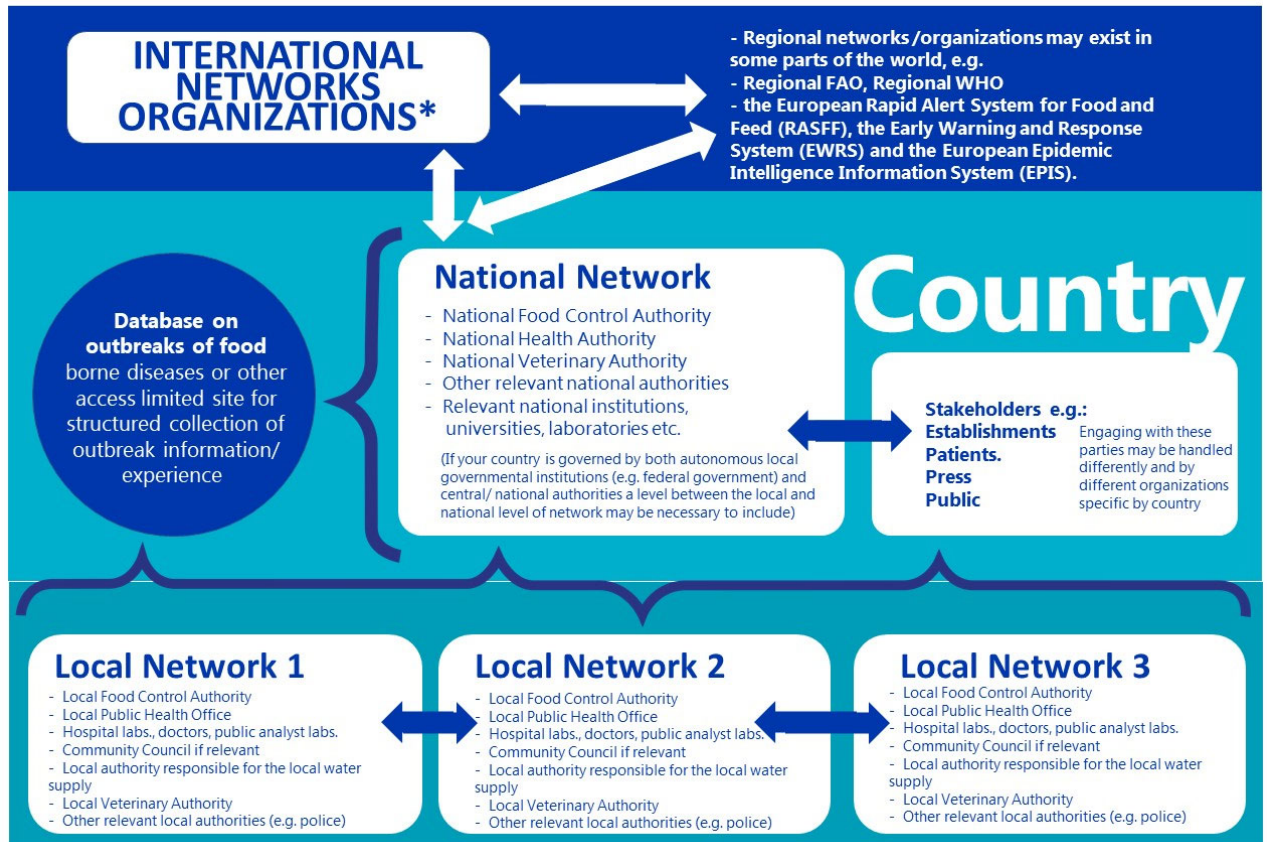 INTERNATIONAL
NETWORKS
ORGANIZATIONS*
- Regional networks/organizations may exist in
some parts of the world, e.g.
- Regional FAO, Regional WHO
- the European Rapid Alert System for Food and
Feed (RASFF), the Early Warning and Response
System (EWRS) and the European Epidemic
Intelligence Information System (EPIS).
Database on
outbreaks of food
borne diseases or other
access limited site for
structured collection of
outbreak information/
experience
National Network
- National Food Control Authority
- National Health Authority
- National Veterinary Authority
- Other relevant national authorities
- Relevant national institutions,
universities, laboratories etc.
(If your country is governed by both autonomous local
governmental institutions (e.g. federal government) and
central/ national authorities a level between the local and
national level of network may be necessary to include)
Country
Stakeholders e.g.:
Establishments
Patients.
Press
Public
Engaging with these
parties may be handled
differently and by
different organizations
specific by country
Local Network 1
- Local Food Control Authority
- Local Public Health Office
- Hospital labs., doctors, public analyst labs.
- Community Council if relevant
- Local authority responsible for the local water
supply
- Local Veterinary Authority
- Other relevant local authorities (e.g. police)
Local Network 2
- Local Food Control Authority
- Local Public Health Office
- Hospital labs., doctors, public analyst labs.
- Community Council if relevant
- Local authority responsible for the local water
supply
- Local Veterinary Authority
- Other relevant local authorities (e.g. police)
Local Network 3
- Local Food Control Authority
- Local Public Health Office
- Hospital labs., doctors, public analyst labs.
- Community Council if relevant
- Local authority responsible for the local water
supply
- Local Veterinary Authority
- Other relevant local authorities (e.g. police)